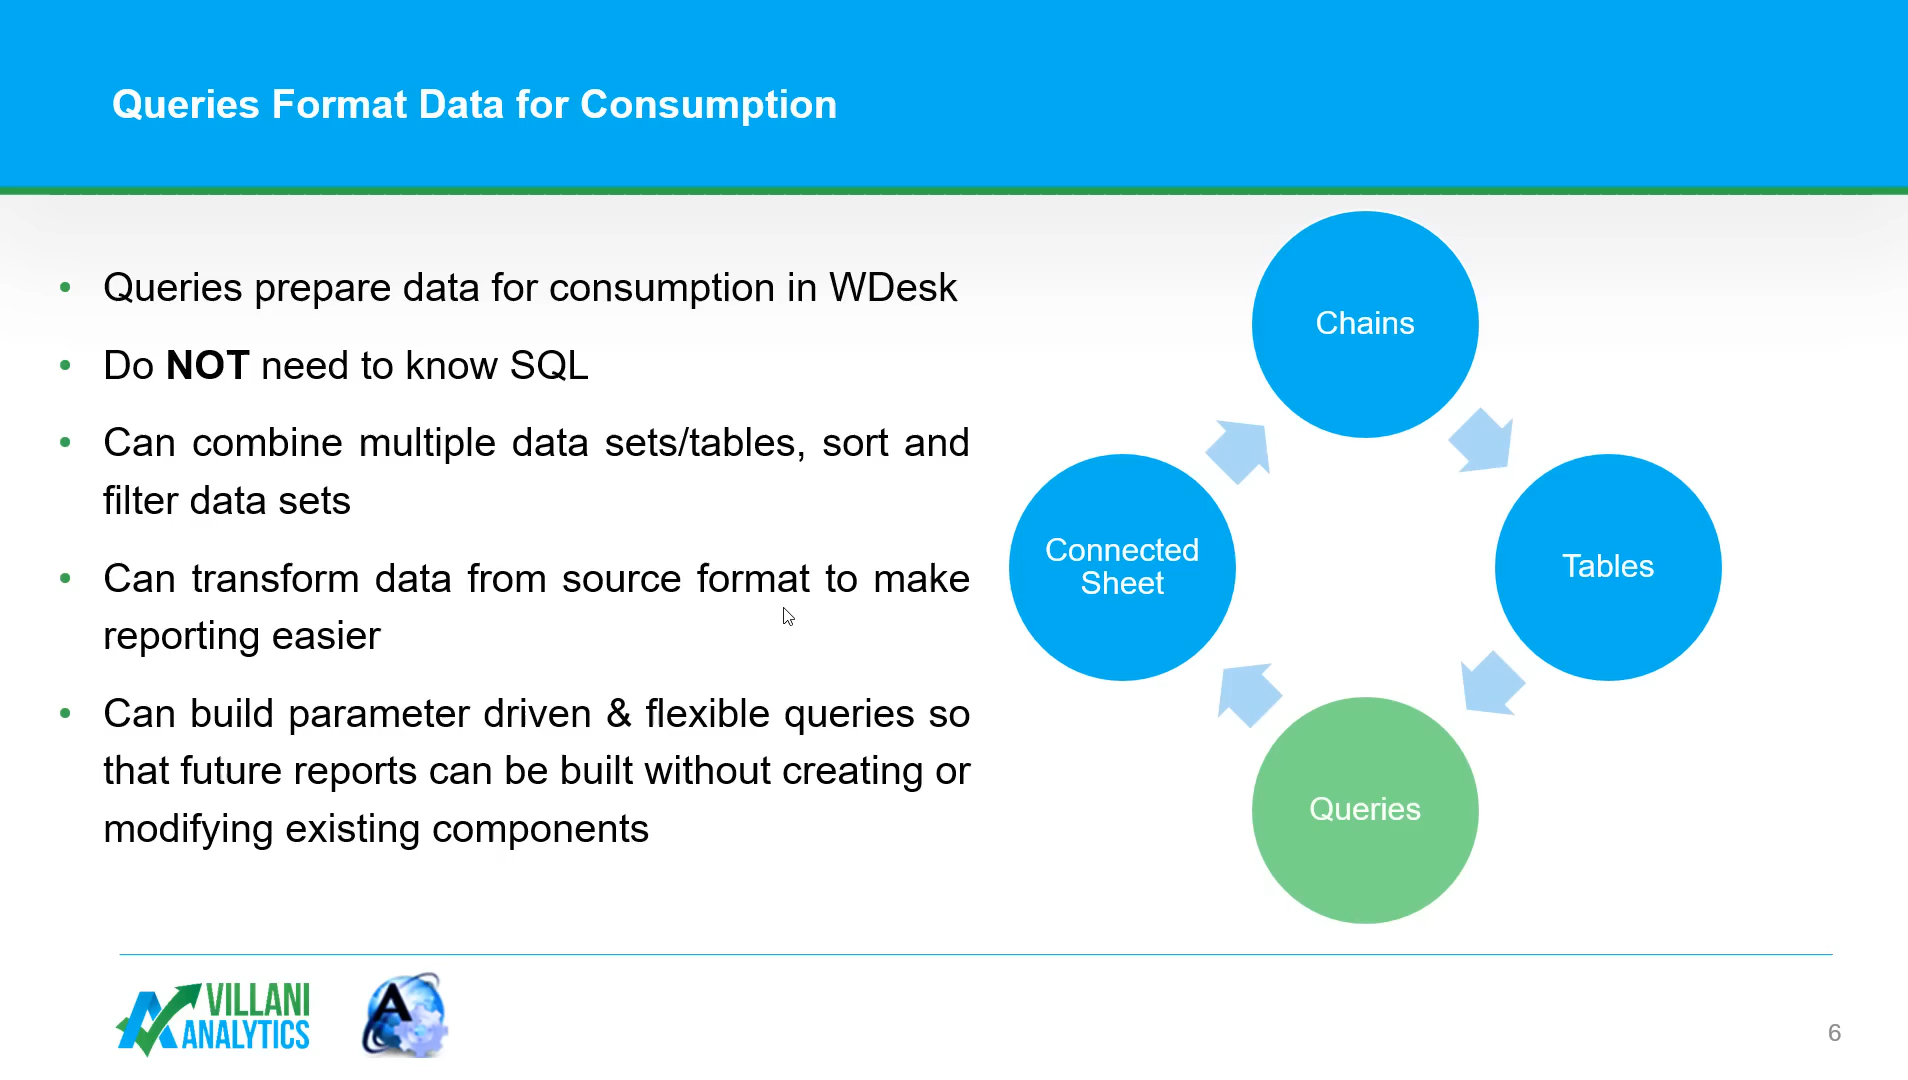 Queries Format Data for Consumption
• Queries prepare data for consumption in WDesk
• Do NOT need to know SQL
• Can combine multiple data sets/tables, sort and
filter data sets
• Can transform data from source format to make
reporting easier
• Can build parameter driven & flexible queries so
that future reports can be built without creating or
modifying existing components
Chains
Tables
Queries
Connected
Sheet
VILLANI
ANALYTICS
A
6